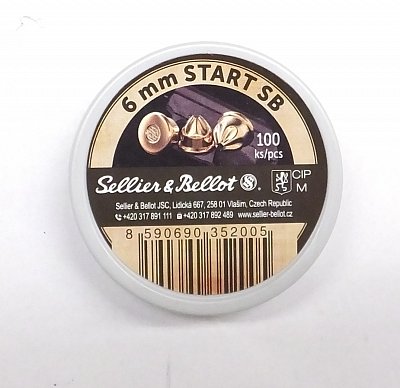 6 mm START SB
100
ks/pcs
Sellier & Bellot SB
CIP
M
Sellier & Bellot JSC, Lidická 667, 258 01 Vlašim, Czech Republic
+420 317 891 111 +420 317 892 489 www.sellier-bellot.cz
8 590690 352005